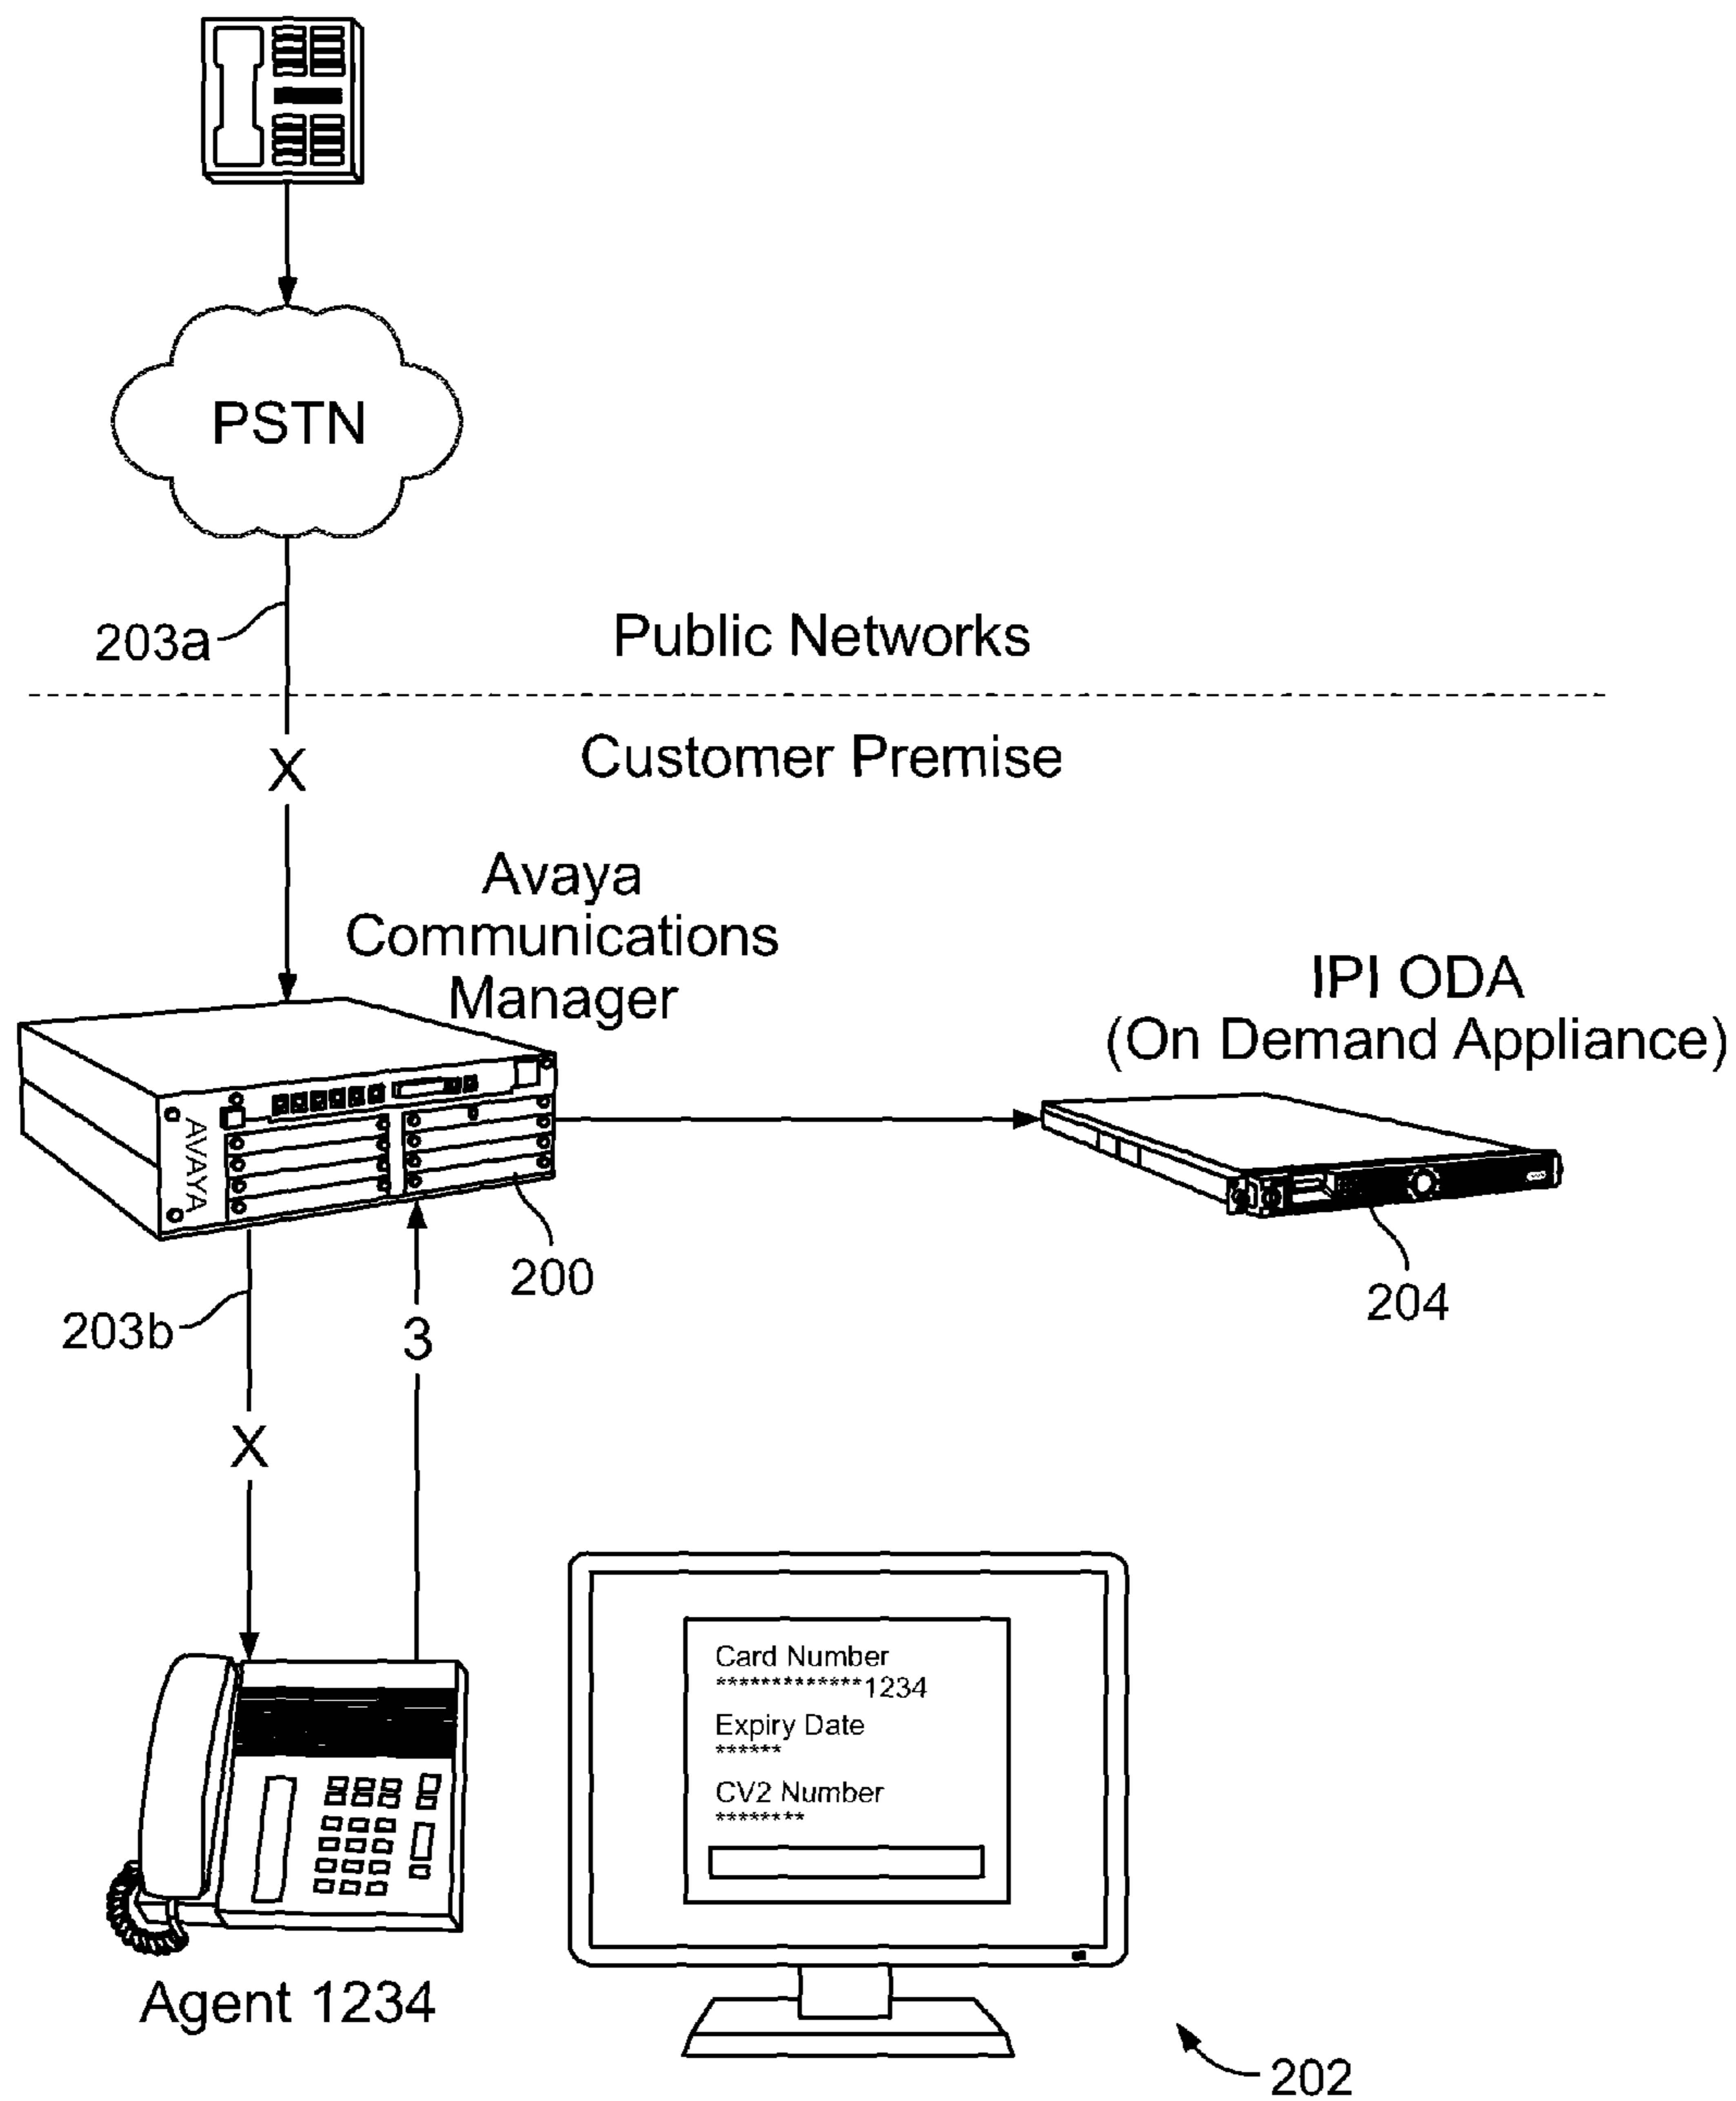 PSTN
203a
Public Networks
X
Customer Premise
Avaya
Communications
Manager
IPI ODA
(On Demand Appliance)
AVAYA
200
204
203b
3
X
Card Number
*************1234
Expiry Date
******
CV2 Number
********
Agent 1234
202